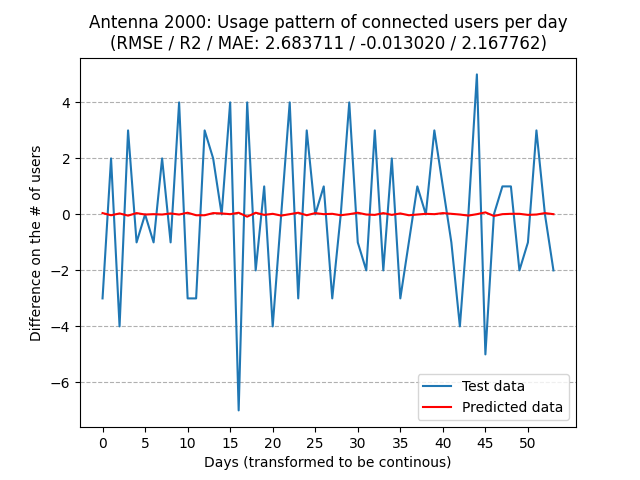 Antenna 2000: Usage pattern of connected users per day
(RMSE / R2 / MAE: 2.683711 / -0.013020 / 2.167762)
Difference on the # of users
4
2
0
−2
−4
−6
Test data
Predicted data
0 5 10 15 20 25 30 35 40 45 50
Days (transformed to be continous)